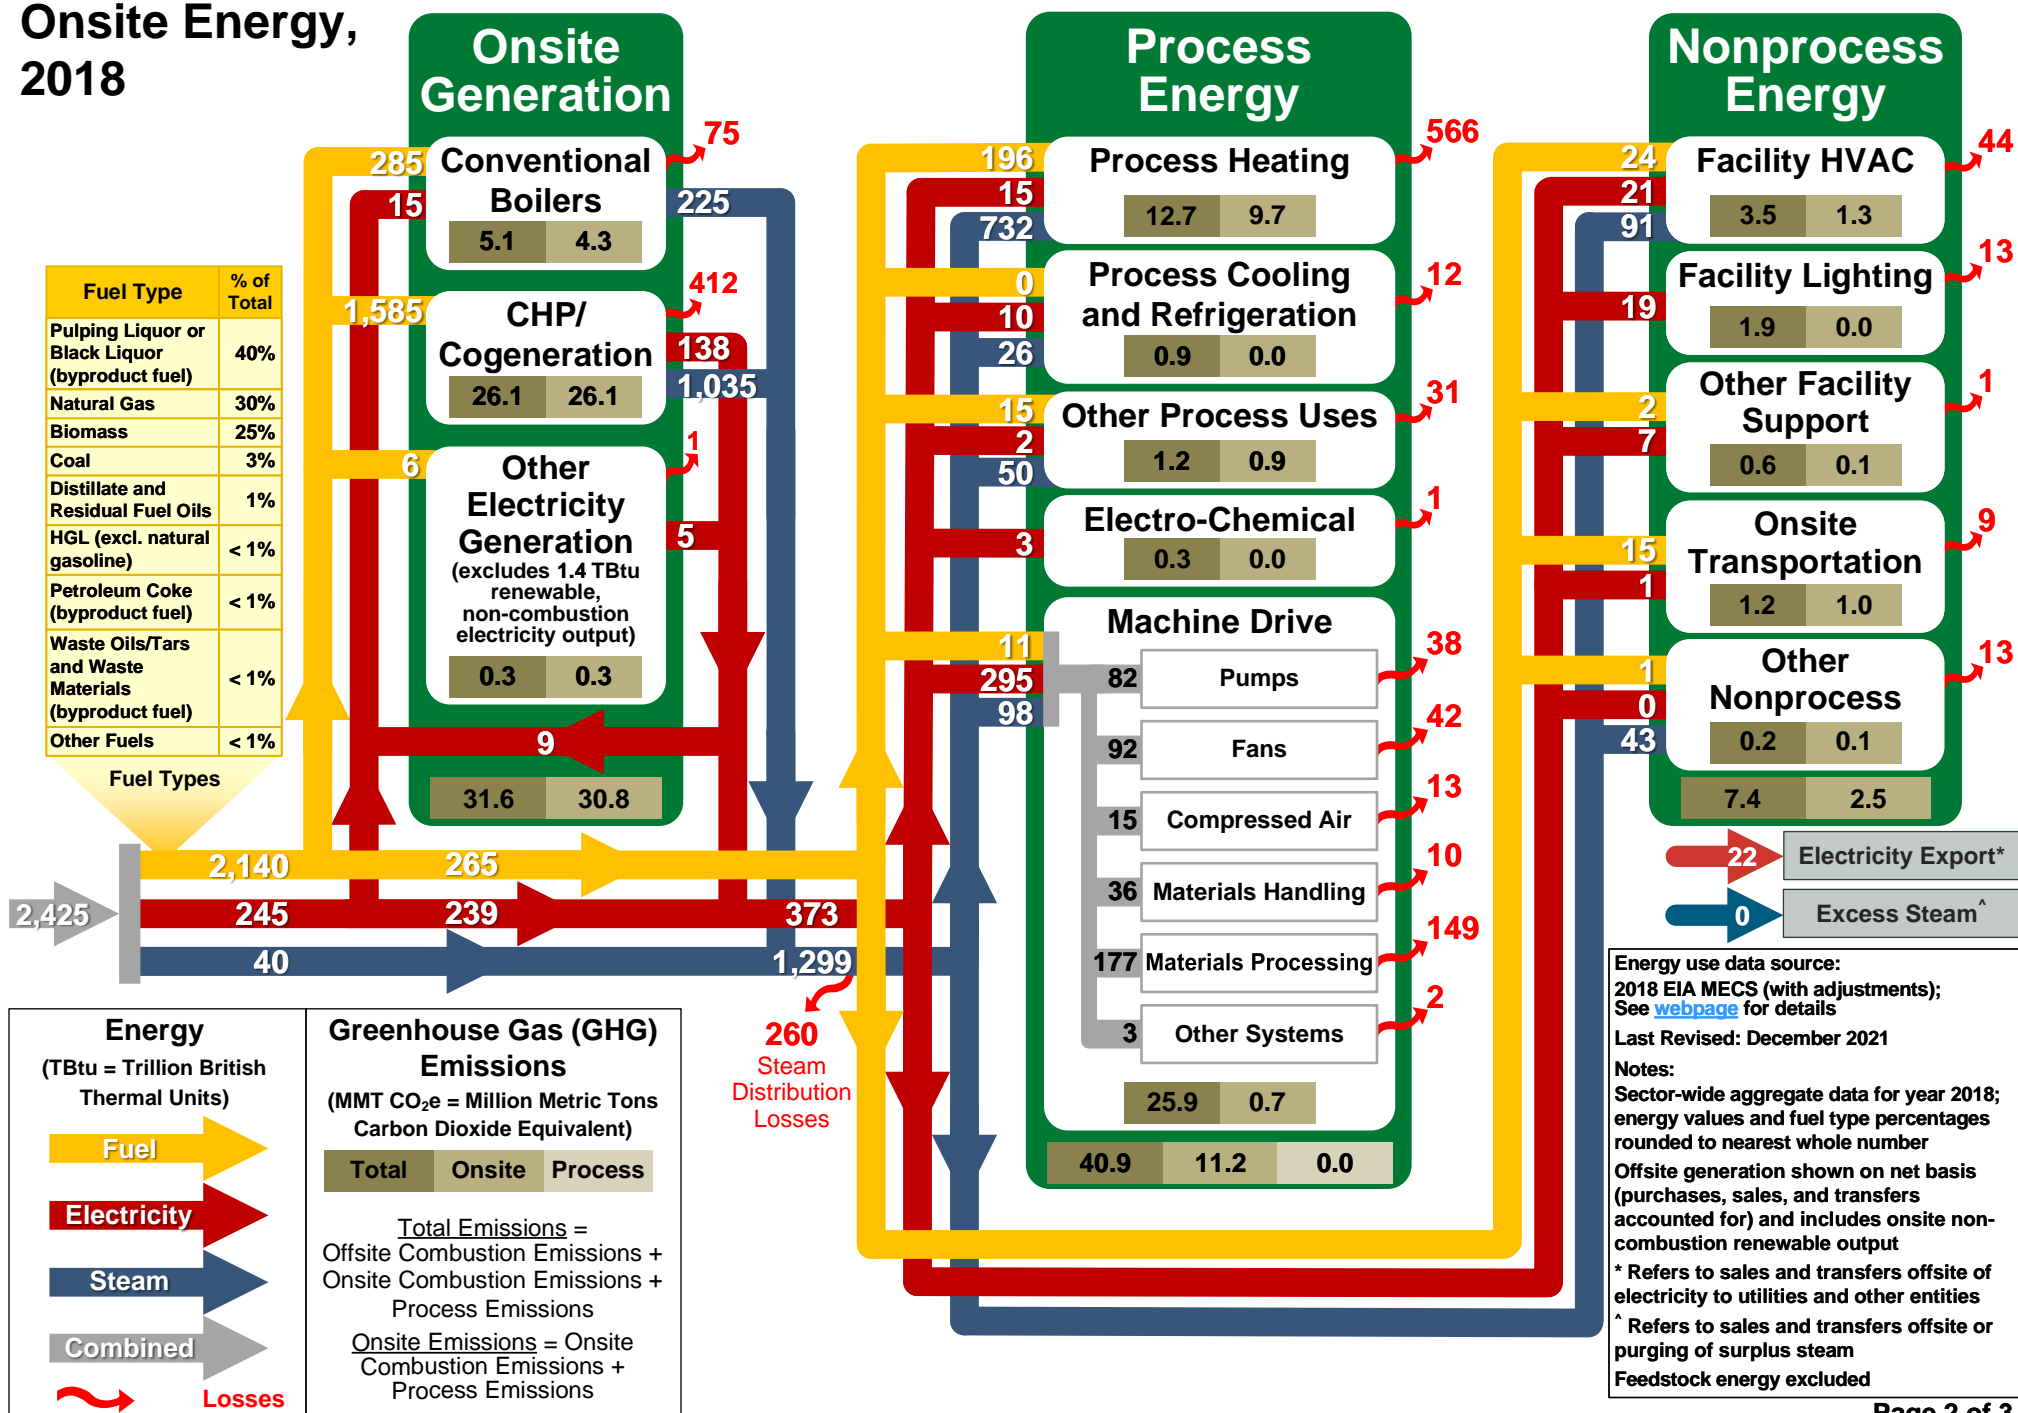 Onsite Energy,
2018
Onsite
Generation
Conventional
Boilers
285
15
75
225
5.1 4.3
CHP/
Cogeneration
1,585
412
138
1,035
26.1 26.1
Other
Electricity
Generation
(excludes 1.4 TBtu
renewable,
non-combustion
electricity output)
6
1
5
0.3 0.3
9
31.6 30.8
Fuel Type % of Total
Pulping Liquor or
Black Liquor
(byproduct fuel) 40%
Natural Gas 30%
Biomass 25%
Coal 3%
Distillate and
Residual Fuel Oils 1%
HGL (excl. natural
gasoline) < 1%
Petroleum Coke
(byproduct fuel) < 1%
Waste Oils/Tars
and Waste
Materials
(byproduct fuel) < 1%
Other Fuels < 1%
Fuel Types
2,425
2,140 265
245 239 373
40 1,299
260
Steam
Distribution
Losses
Process
Energy
Process Heating
196
15
732
566
12.7 9.7
Process Cooling
and Refrigeration
0
10
26
12
0.9 0.0
Other Process Uses
15
2
50
31
1.2 0.9
Electro-Chemical
3
1
0.3 0.0
Machine Drive
11
295
98
82 Pumps 38
92 Fans 42
15 Compressed Air 13
36 Materials Handling 10
177 Materials Processing 149
3 Other Systems 2
25.9 0.7
40.9 11.2 0.0
Nonprocess
Energy
Facility HVAC
24
21
91
44
3.5 1.3
Facility Lighting
19
13
1.9 0.0
Other Facility
Support
2
7
1
0.6 0.1
Onsite
Transportation
15
1
9
1.2 1.0
Other
Nonprocess
1
0
43
13
0.2 0.1
7.4 2.5
22 Electricity Export*
0 Excess Steam^
Energy
(TBtu = Trillion British
Thermal Units)
Fuel
Electricity
Steam
Combined
Losses
Greenhouse Gas (GHG)
Emissions
(MMT CO₂e = Million Metric Tons
Carbon Dioxide Equivalent)
Total Onsite Process
Total Emissions =
Offsite Combustion Emissions +
Onsite Combustion Emissions +
Process Emissions
Onsite Emissions = Onsite
Combustion Emissions +
Process Emissions
Energy use data source:
2018 EIA MECS (with adjustments);
See webpage for details
Last Revised: December 2021
Notes:
Sector-wide aggregate data for year 2018;
energy values and fuel type percentages
rounded to nearest whole number
Offsite generation shown on net basis
(purchases, sales, and transfers
accounted for) and includes onsite non-
combustion renewable output
* Refers to sales and transfers offsite of
electricity to utilities and other entities
^ Refers to sales and transfers offsite or
purging of surplus steam
Feedstock energy excluded
Page 2 of 3